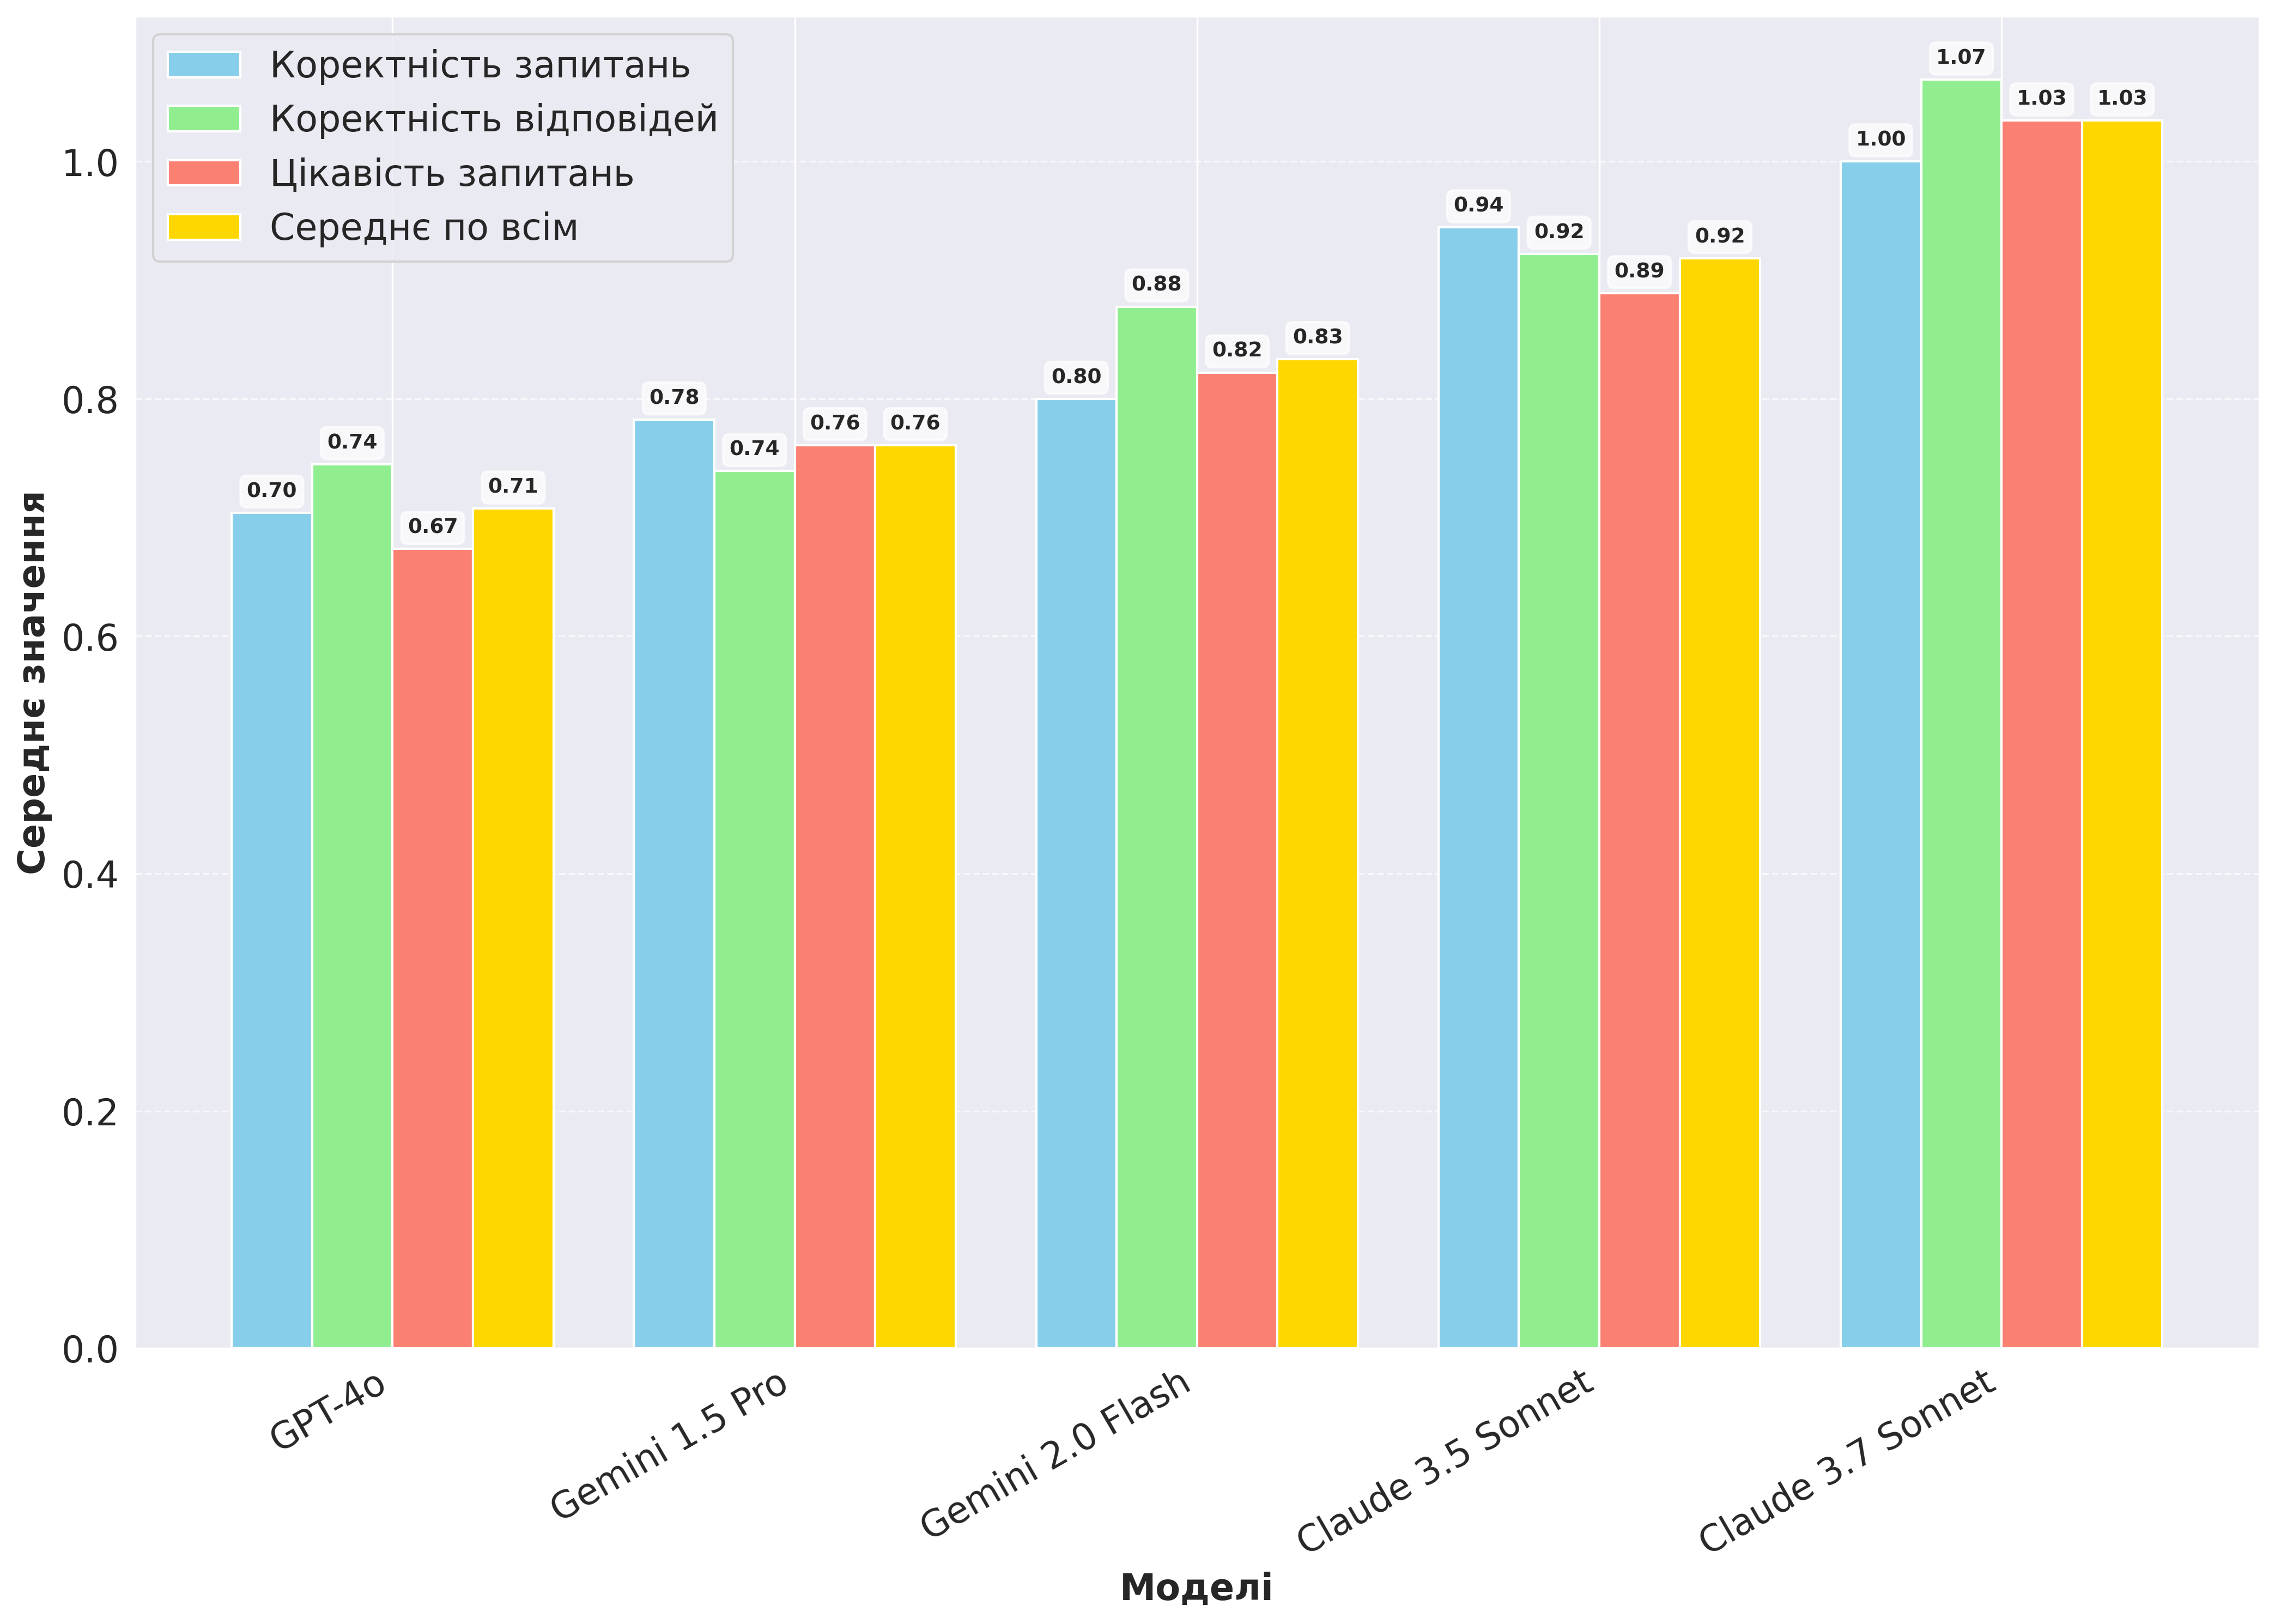 Коректність запитань
Коректність відповідей
Цікавість запитань
Середнє по всім
Середнє значення
1.0
0.8
0.6
0.4
0.2
0.0
0.70
0.74
0.67
0.71
0.78
0.74
0.76
0.76
0.80
0.88
0.82
0.83
0.94
0.92
0.89
0.92
1.00
1.07
1.03
1.03
GPT-4o
Gemini 1.5 Pro
Gemini 2.0 Flash
Claude 3.5 Sonnet
Claude 3.7 Sonnet
Моделі